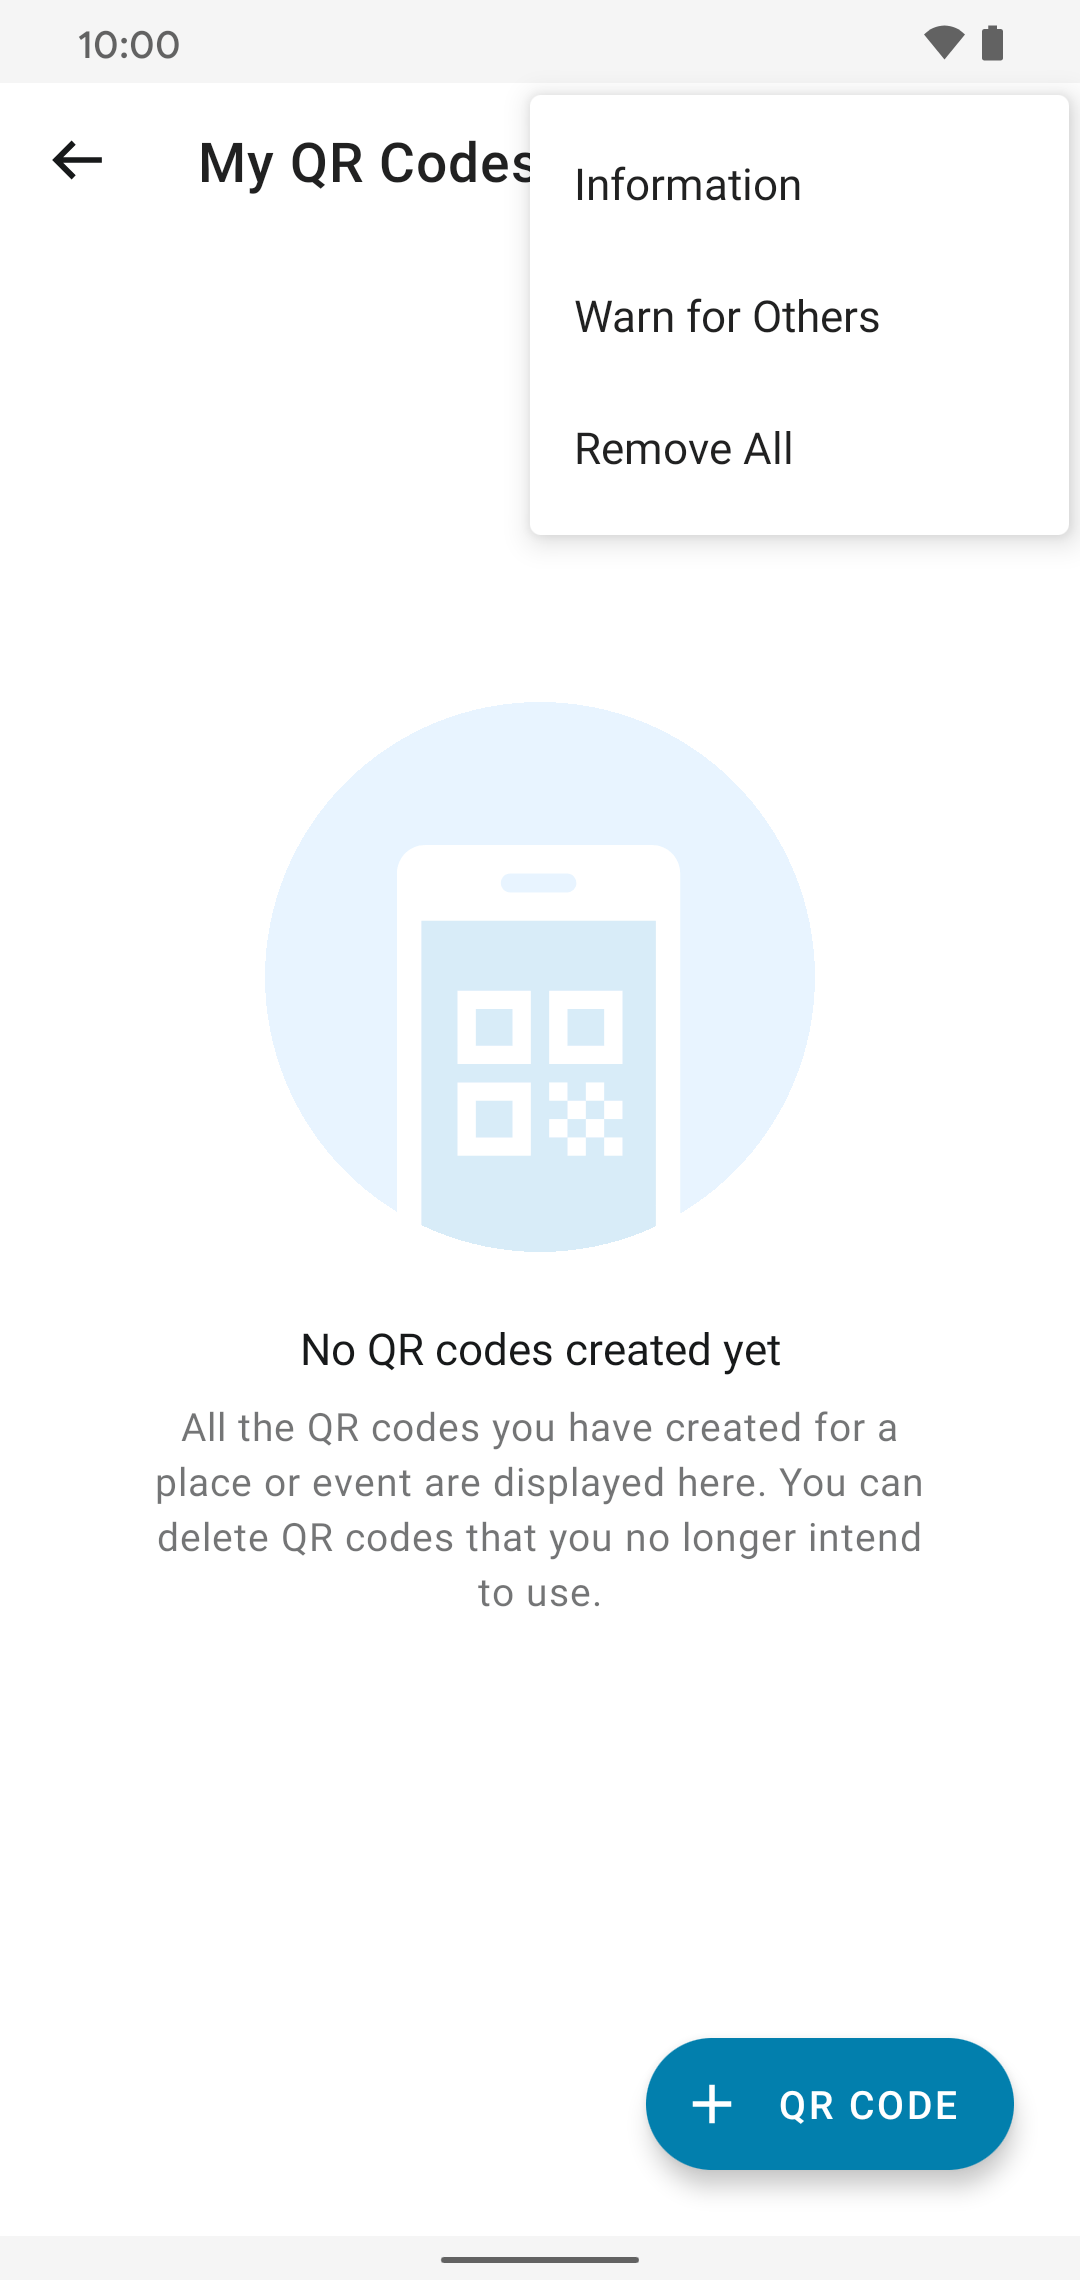 10:00
My QR Codes
Information
Warn for Others
Remove All
No QR codes created yet
All the QR codes you have created for a
place or event are displayed here. You can
delete QR codes that you no longer intend
to use.
QR CODE